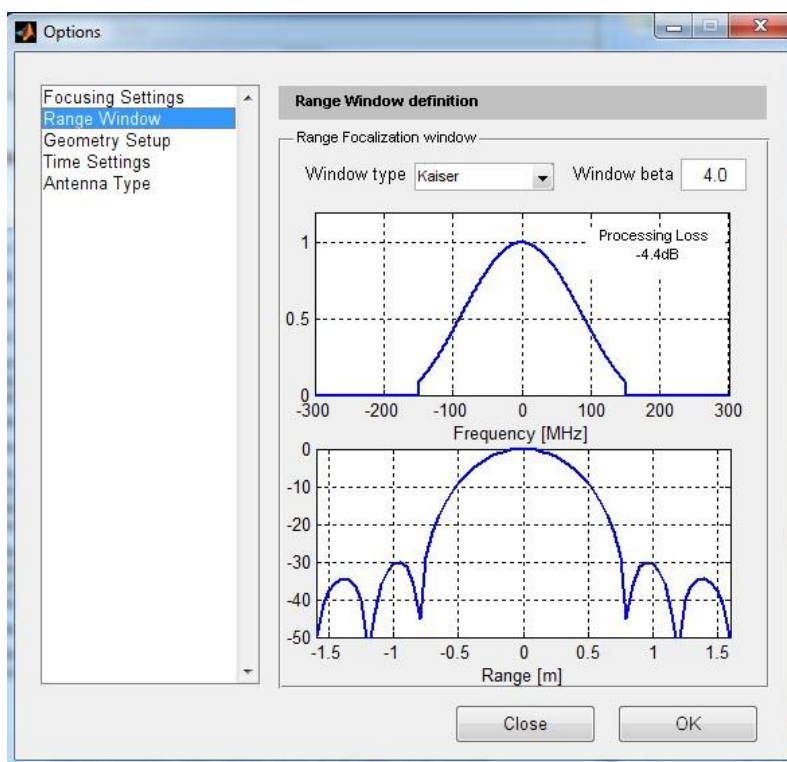 Options
Focusing Settings
Range Window
Geometry Setup
Time Settings
Antenna Type
Range Window definition
Range Focalization window
Window type Kaiser Window beta 4.0
Processing Loss
-4.4dB
1
0.5
0
-300 -200 -100 0 100 200 300
Frequency [MHz]
0
-10
-20
-30
-40
-50
-1.5 -1 -0.5 0 0.5 1 1.5
Range [m]
Close OK